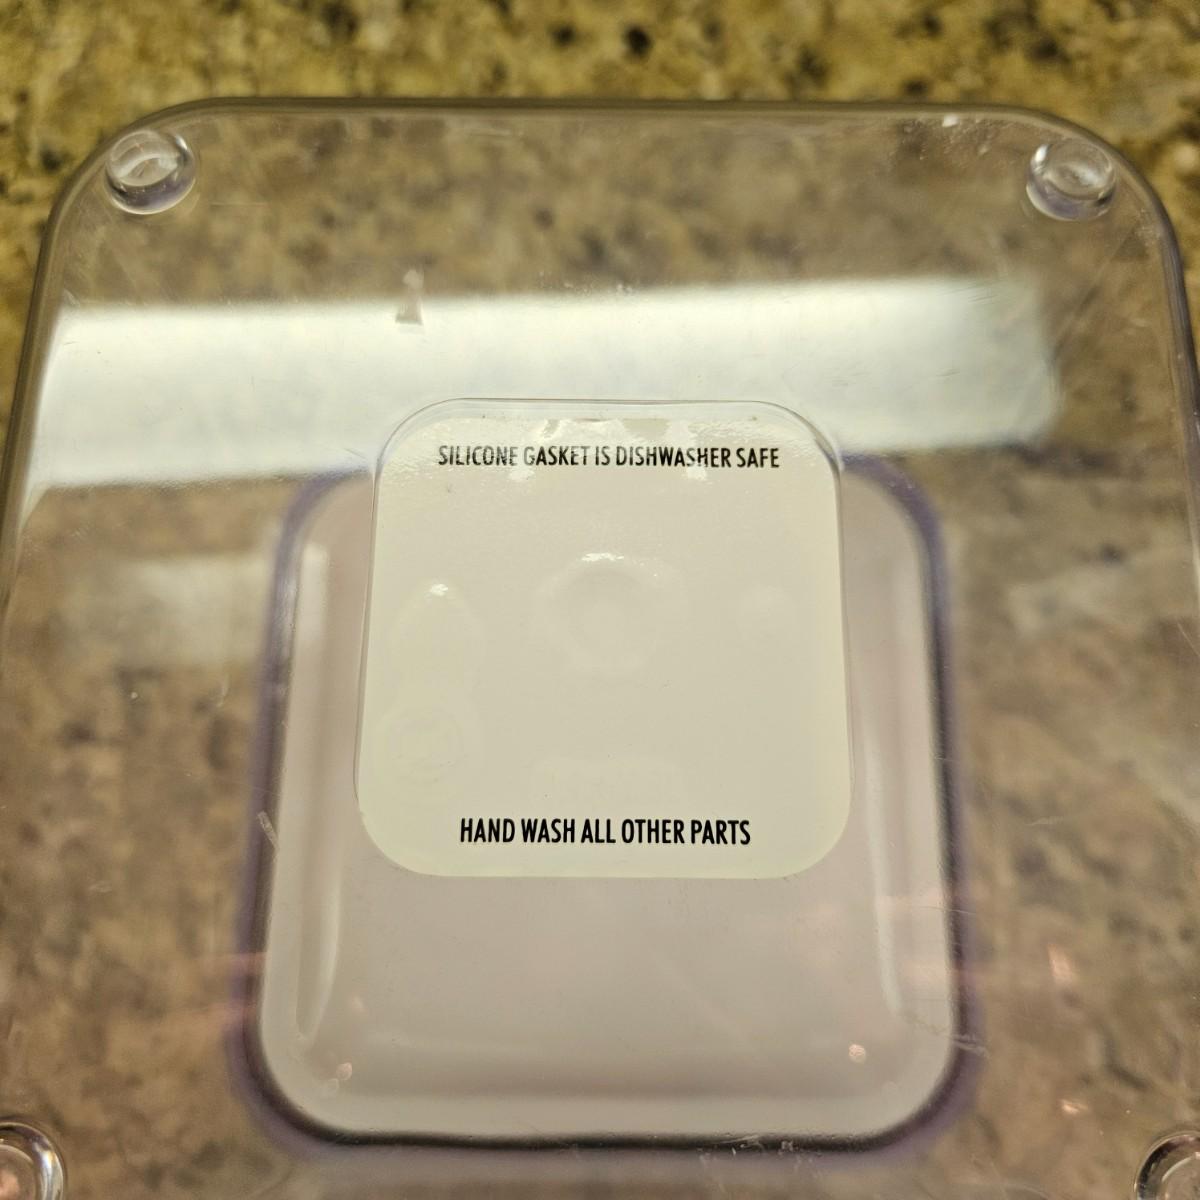 SILICONE GASKET IS DISHWASHER SAFE
HAND WASH ALL OTHER PARTS